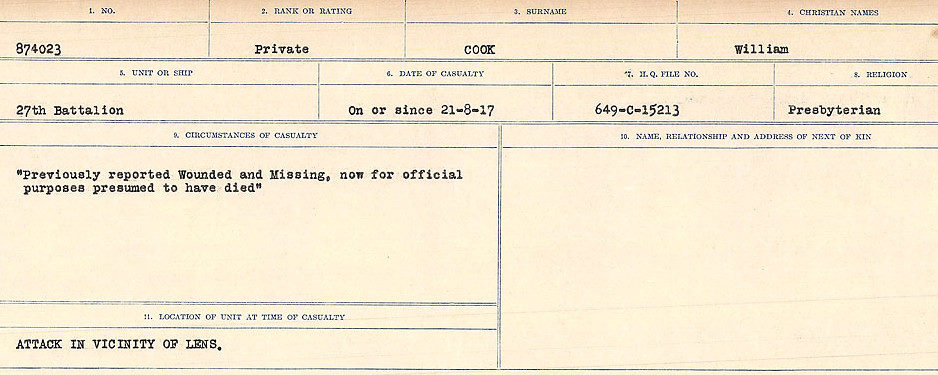 1. NO.
2. RANK OR RATING
3. SURNAME
4. CHRISTIAN NAMES
874023
Private
COOK
William
5. UNIT OR SHIP
6. DATE OF CASUALTY
*7. H.Q. FILE NO.
8. RELIGION
27th Battalion
On or since 21-8-17
649-C-15213
Presbyterian
9. CIRCUMSTANCES OF CASUALTY
10. NAME, RELATIONSHIP AND ADDRESS OF NEXT OF KIN
"Previously reported Wounded and Missing, now for official
purposes presumed to have died"
11. LOCATION OF UNIT AT TIME OF CASUALTY
ATTACK IN VICINITY OF LENS.